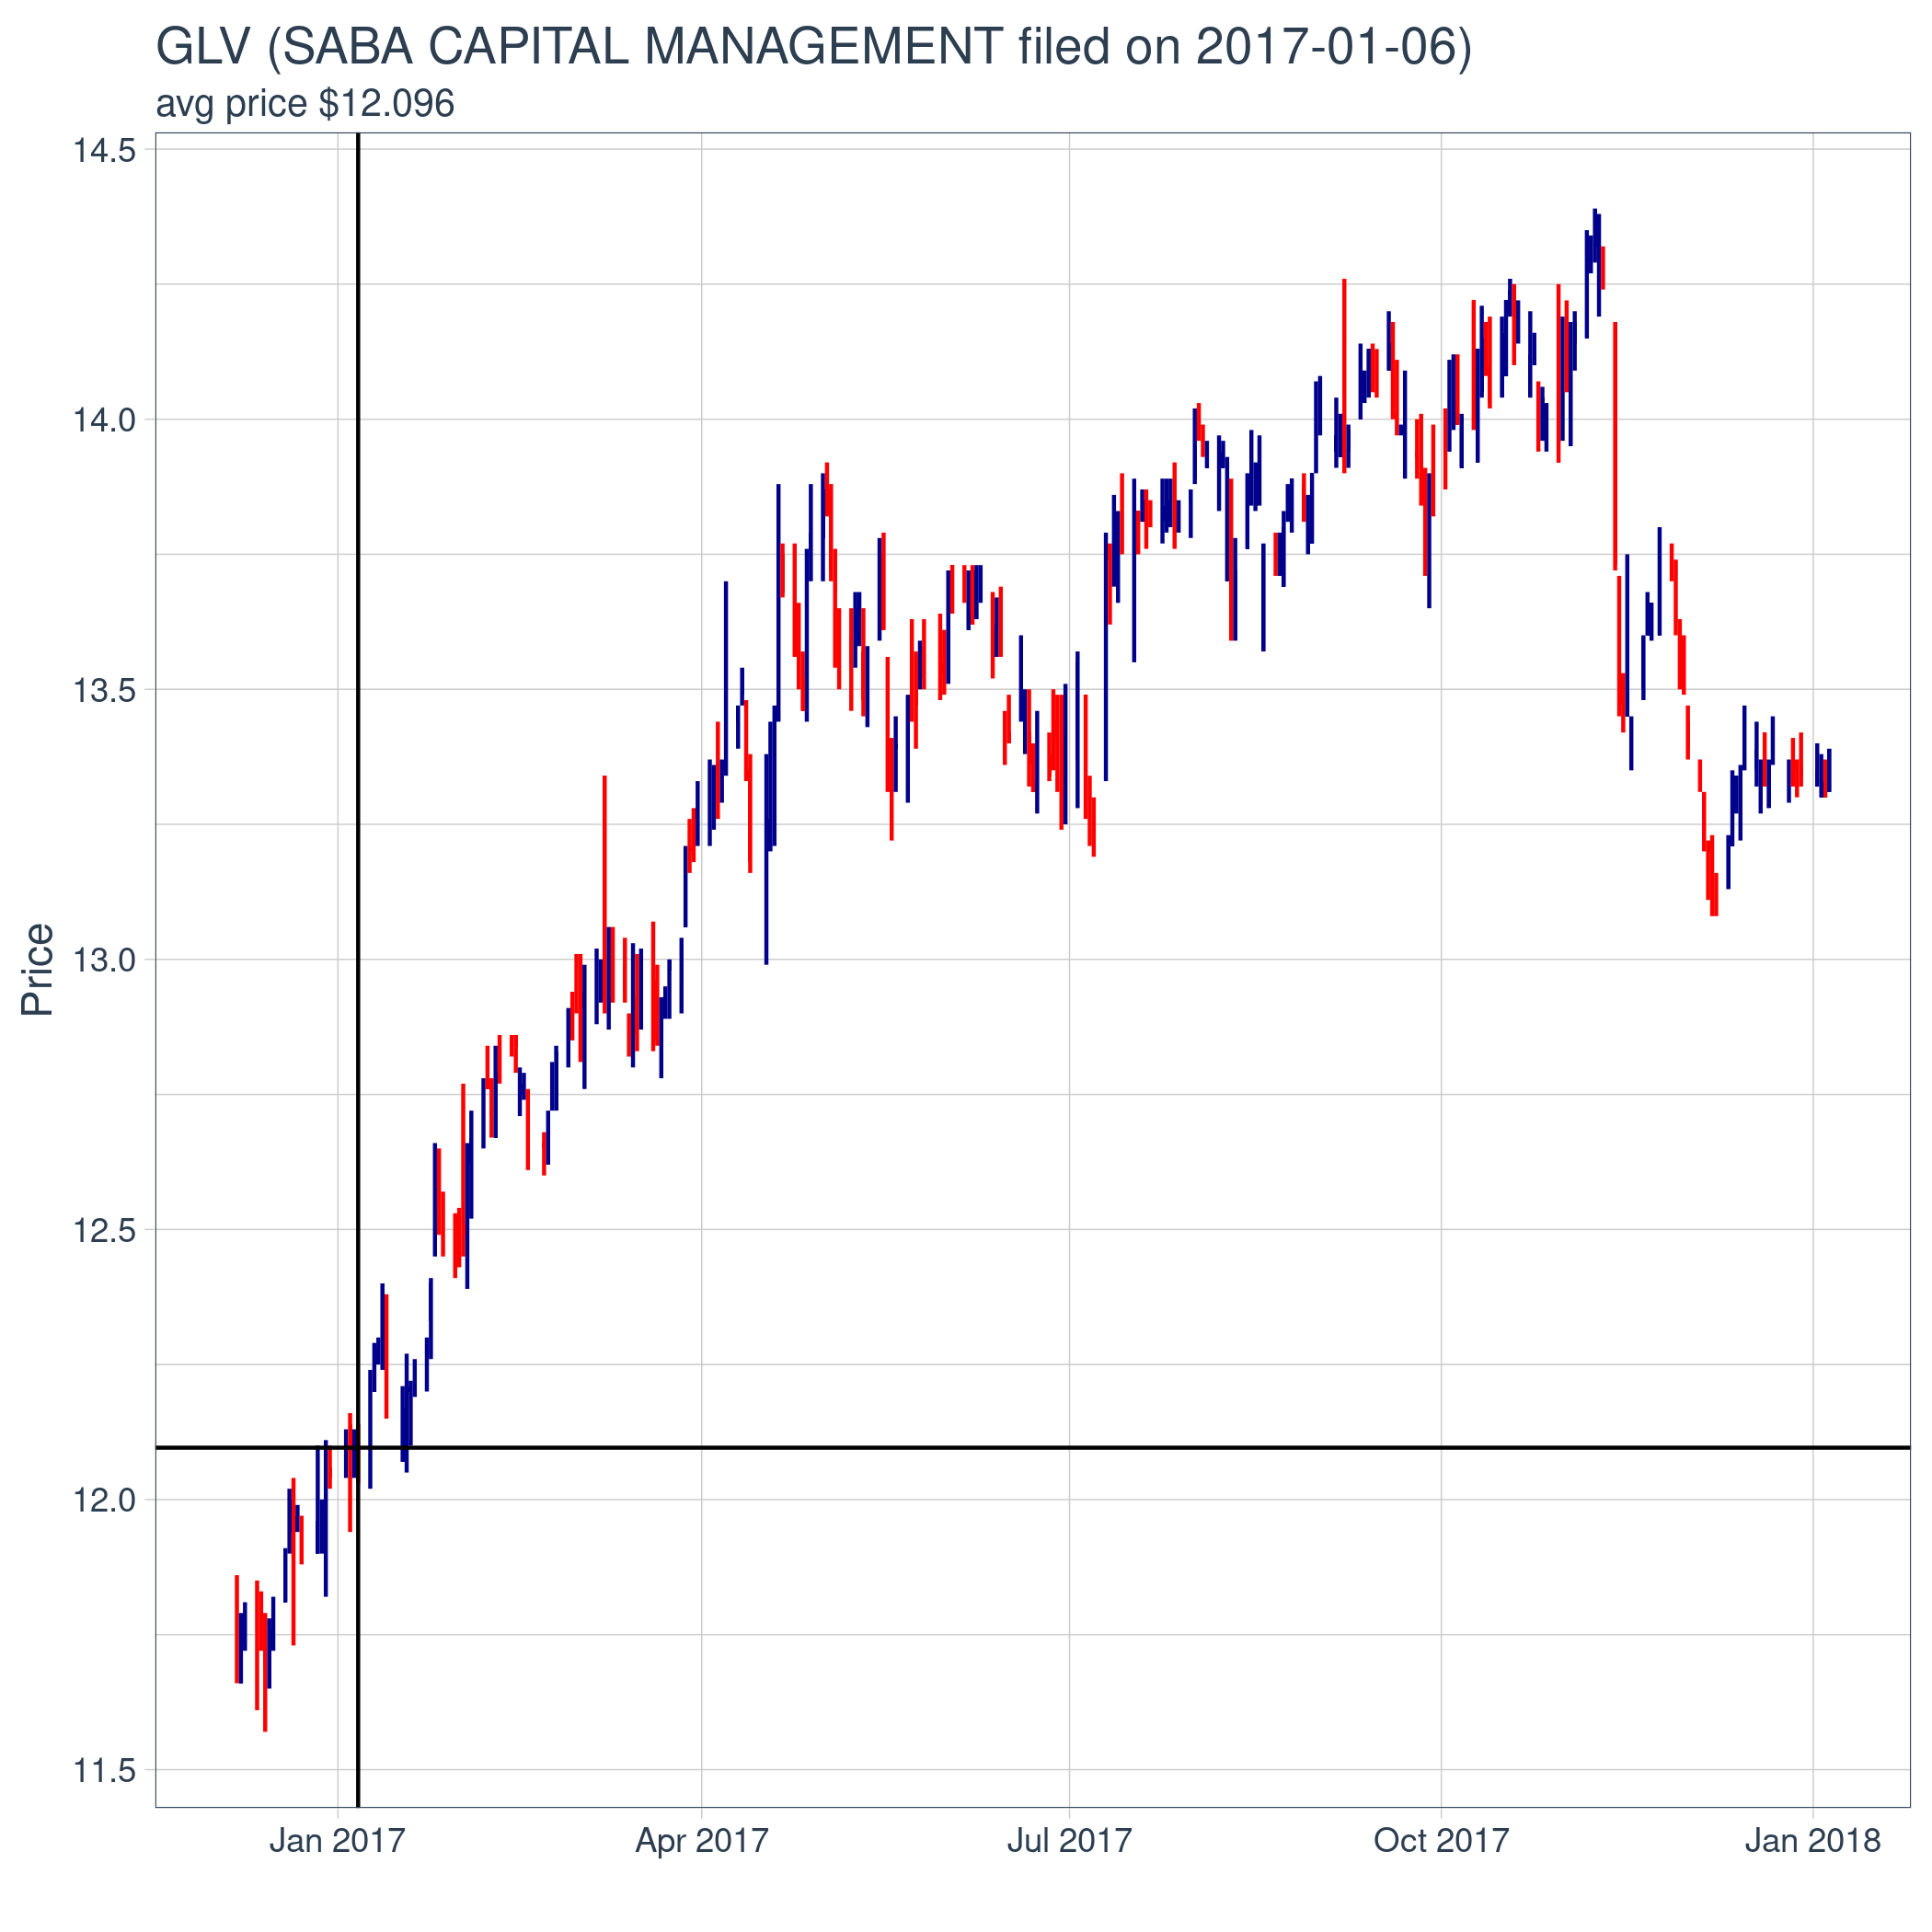 GLV (SABA CAPITAL MANAGEMENT filed on 2017-01-06)
avg price $12.096
14.5
14.0
13.5
13.0
12.5
12.0
11.5
Price
Jan 2017 Apr 2017 Jul 2017 Oct 2017 Jan 2018